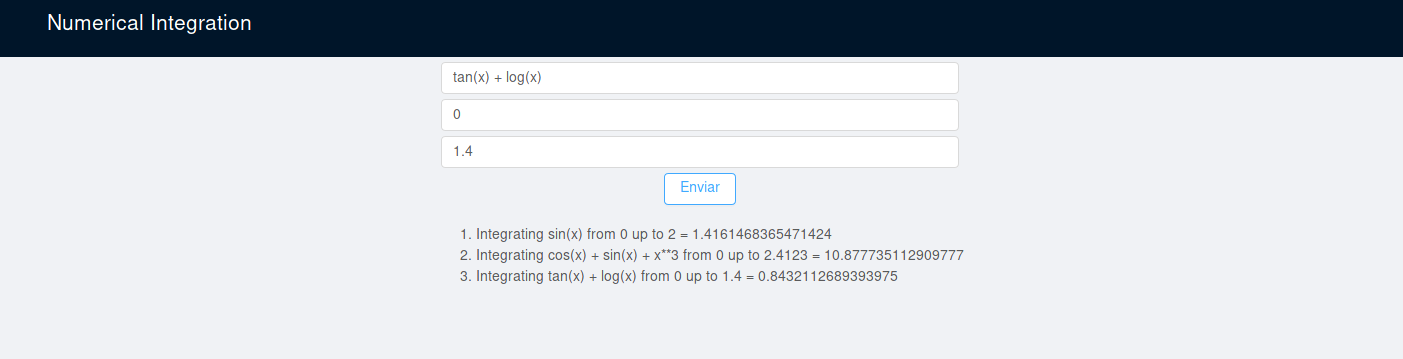 Numerical Integration
tan(x) + log(x)
0
1.4
Enviar
1. Integrating sin(x) from 0 up to 2 = 1.4161468365471424
2. Integrating cos(x) + sin(x) + x**3 from 0 up to 2.4123 = 10.877735112909777
3. Integrating tan(x) + log(x) from 0 up to 1.4 = 0.8432112689393975